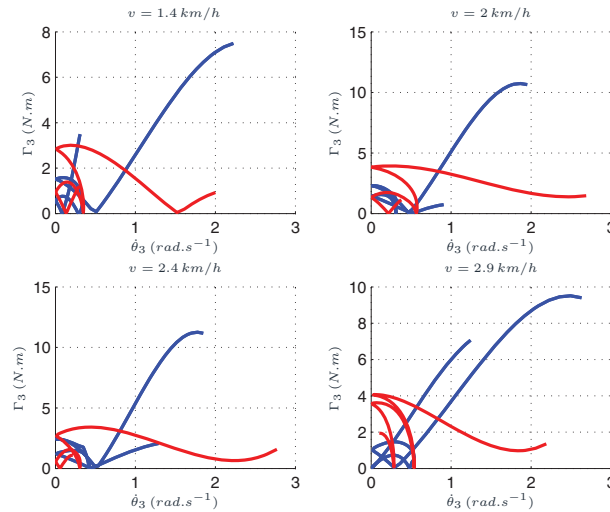 v = 1.4 km/h
8
6
4
2
0
Γ₃ (N.m)
0 1 2 3
θ̇₃ (rad.s⁻¹)
v = 2 km/h
15
10
5
0
Γ₃ (N.m)
0 1 2 3
θ̇₃ (rad.s⁻¹)
v = 2.4 km/h
15
10
5
0
Γ₃ (N.m)
0 1 2 3
θ̇₃ (rad.s⁻¹)
v = 2.9 km/h
10
8
6
4
2
0
Γ₃ (N.m)
0 1 2 3
θ̇₃ (rad.s⁻¹)